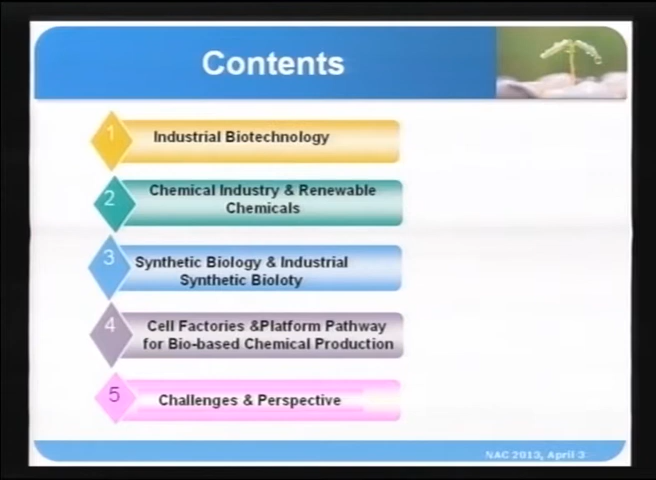 Contents
1
Industrial Biotechnology
2
Chemical Industry & Renewable
Chemicals
3
Synthetic Biology & Industrial
Synthetic Bioloty
4
Cell Factories &Platform Pathway
for Bio-based Chemical Production
5
Challenges & Perspective
NAC 2013, April 3